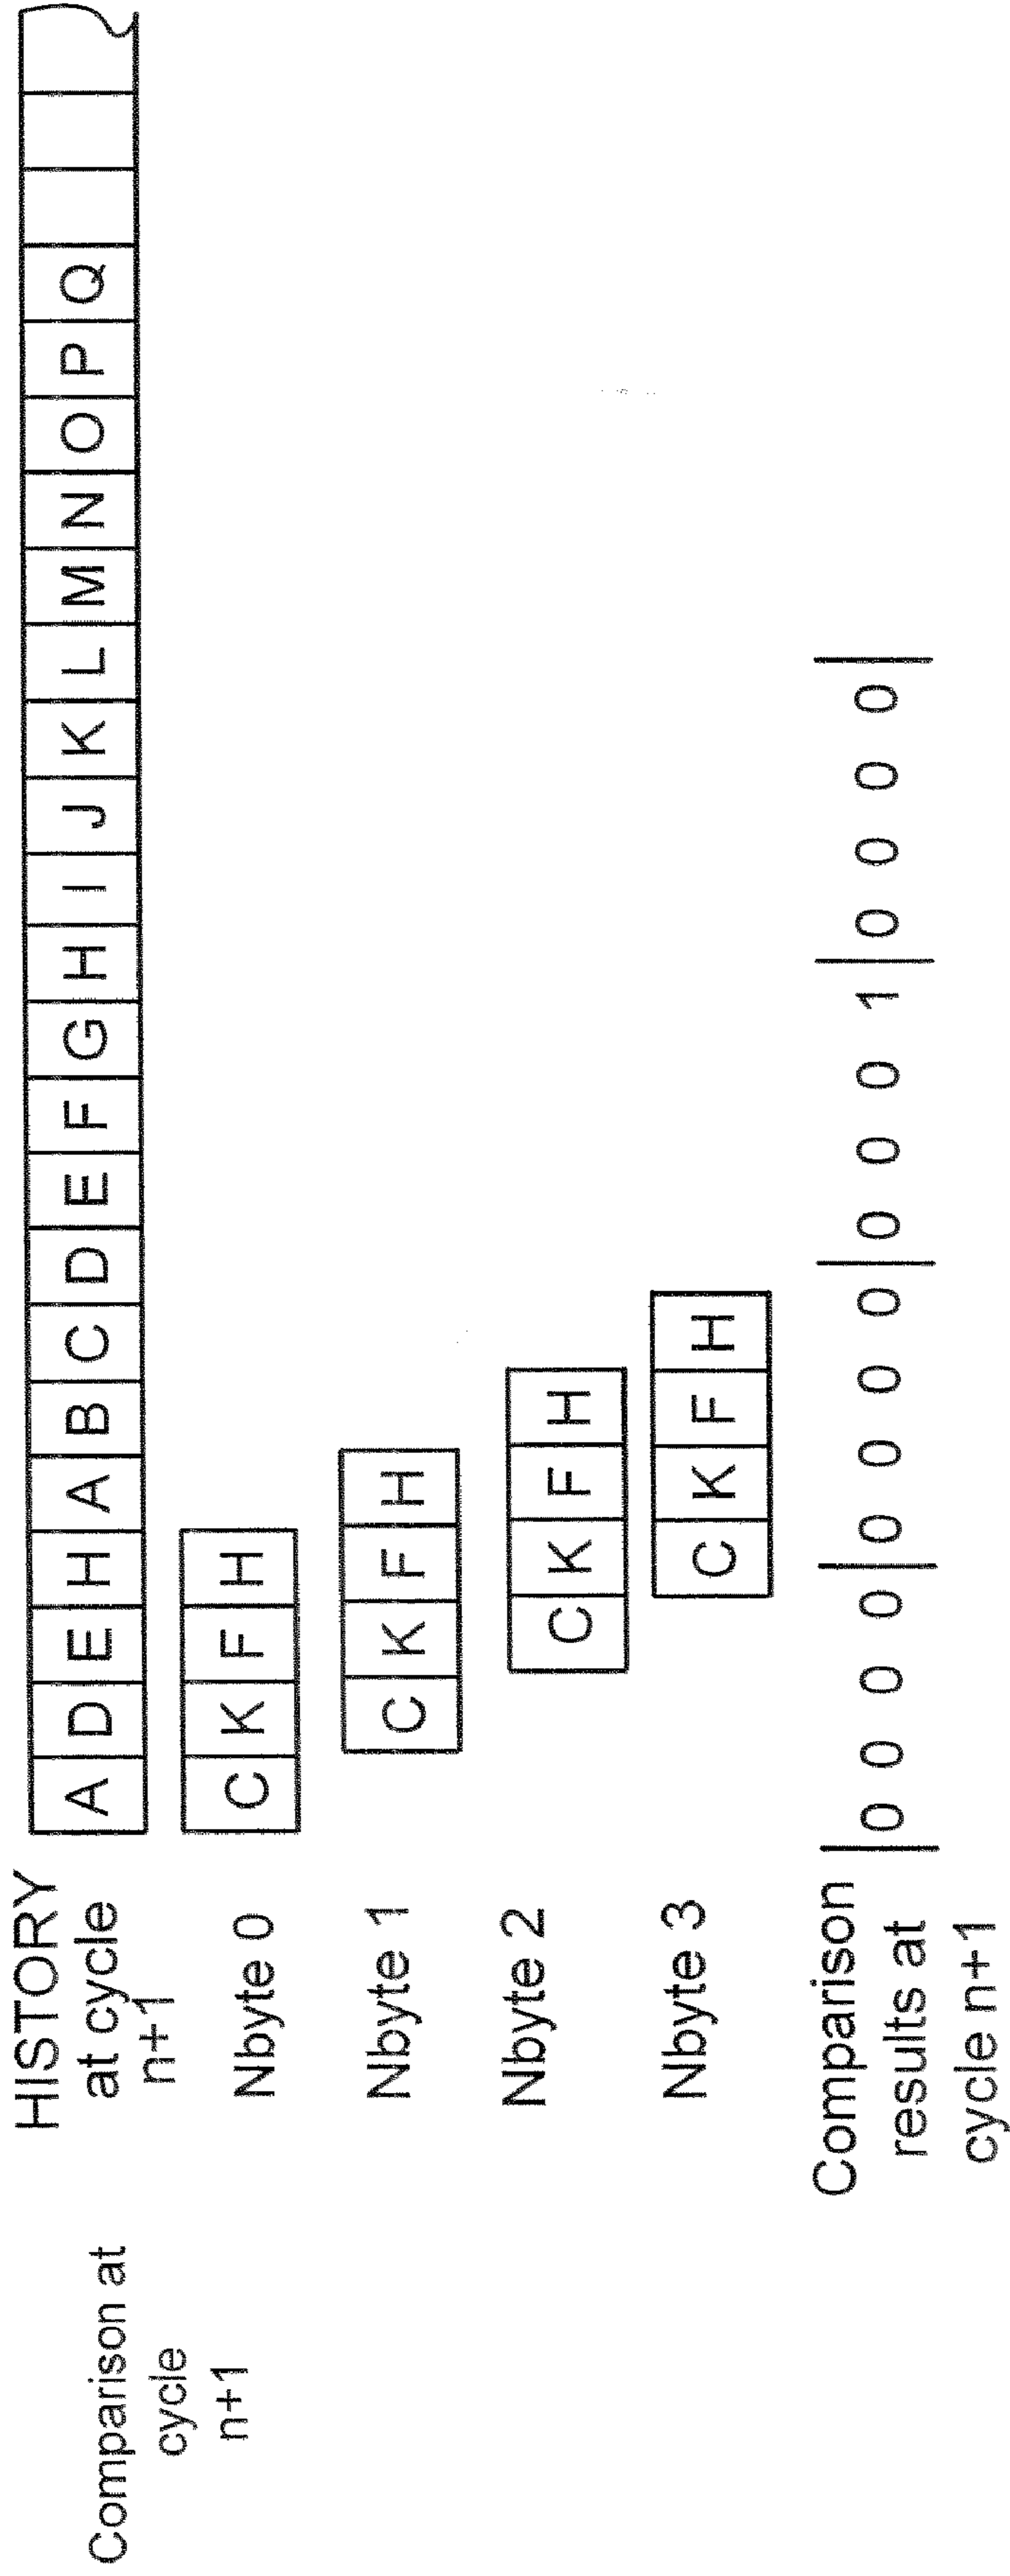 Comparison at
cycle
n+1
HISTORY
at cycle
n+1
A D E H A B C D E F G H I J K L M N O P Q
Nbyte 0
C K F H
Nbyte 1
C K F H
Nbyte 2
C K F H
Nbyte 3
C K F H
Comparison
results at
cycle n+1
0 0 0 0 0 0 0 0 0 0 0 1 0 0 0 0